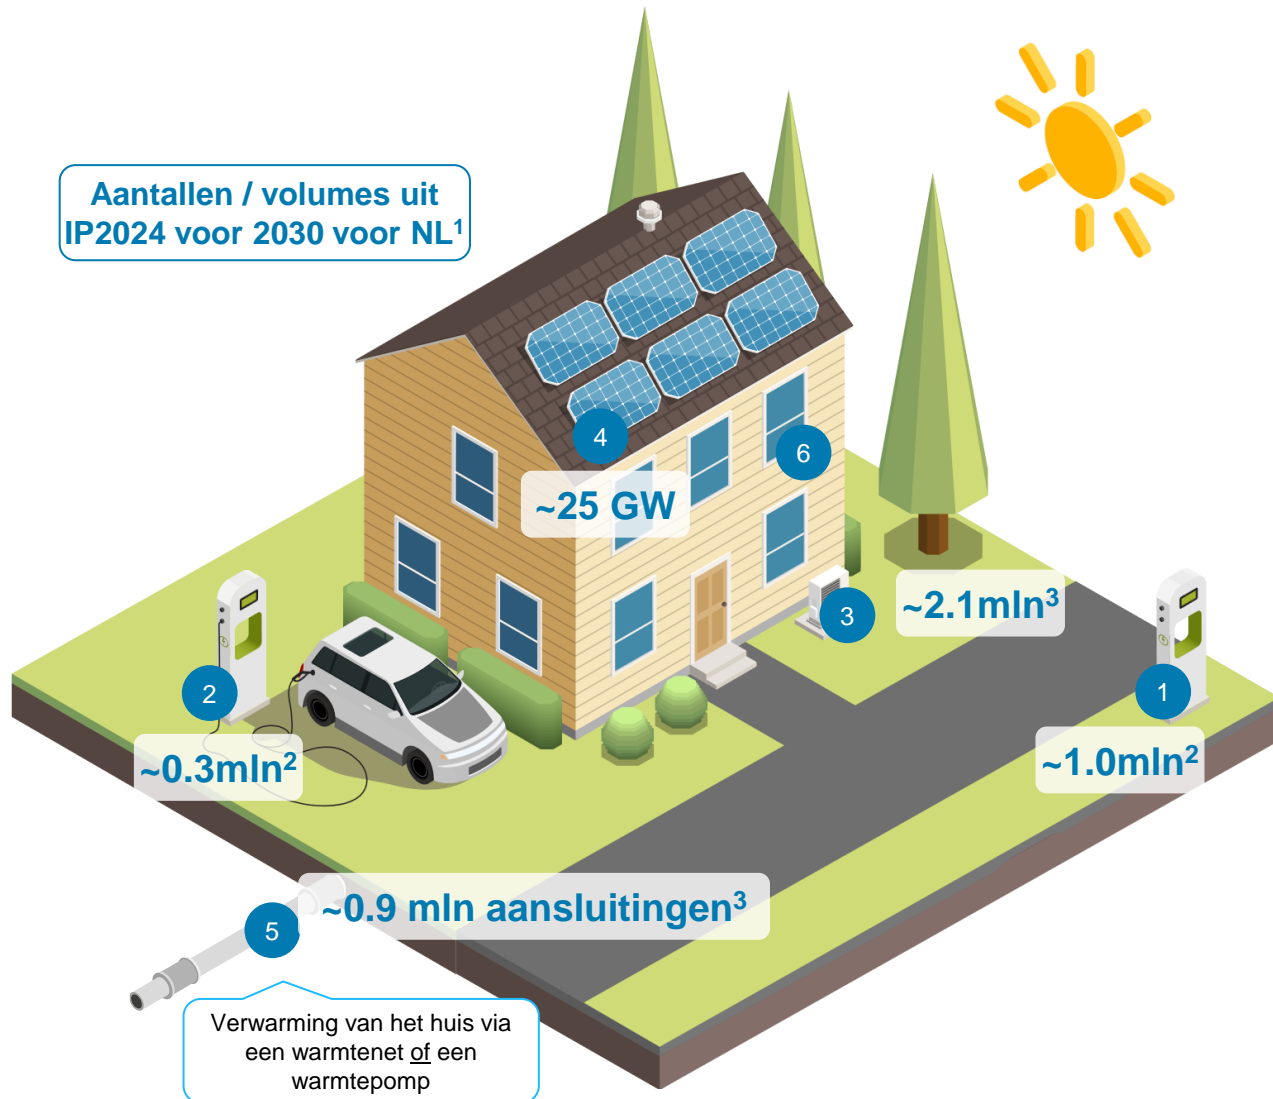 Aantallen / volumes uit
IP2024 voor 2030 voor NL¹
4
~25 GW
6
3
~2.1mln³
2
~0.3mln²
1
~1.0mln²
~0.9 mln aansluitingen³
5
Verwarming van het huis via
een warmtenet of een
warmtepomp